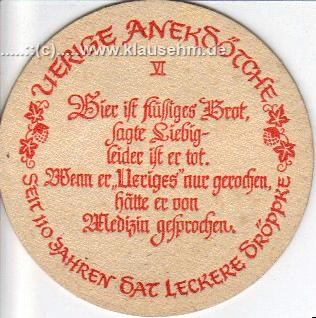 .....::(c).....www.klausehm.de.....
UERIGE ANEKDÖTCHE
VI
Bier ist flüssiges Brot,
sagte Liebig-
leider ist er tot.
Wenn er „Ueriges" nur gerochen,
hätte er von
Medizin gesprochen.
SEIT 110 JAHREN DAT LECKERE DRÖPPKE